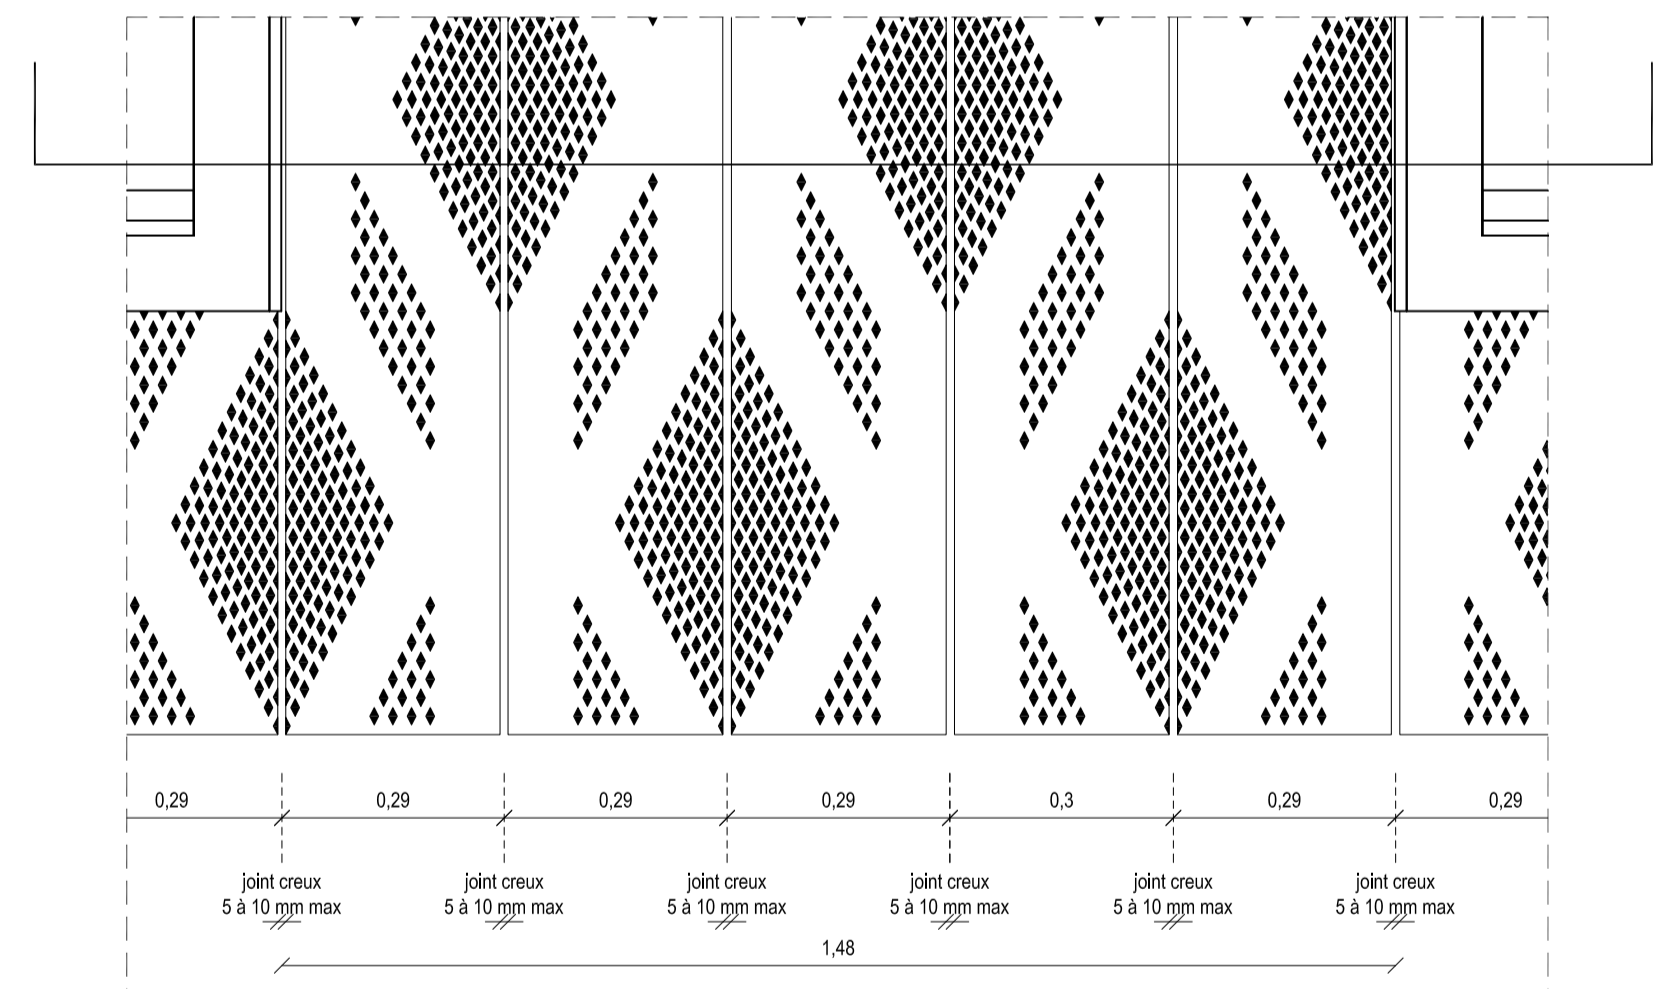 0,29 0,29 0,29 0,29 0,3 0,29 0,29
joint creux joint creux joint creux joint creux joint creux joint creux
5 à 10 mm max 5 à 10 mm max 5 à 10 mm max 5 à 10 mm max 5 à 10 mm max 5 à 10 mm max
1,48